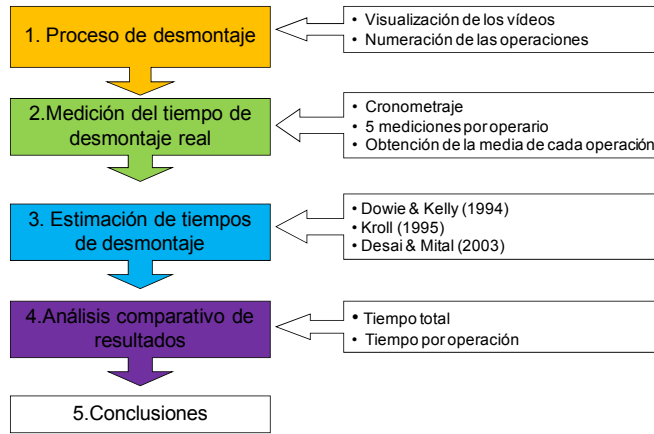 1. Proceso de desmontaje
• Visualización de los vídeos
• Numeración de las operaciones
2.Medición del tiempo de
desmontaje real
• Cronometraje
• 5 mediciones por operario
• Obtención de la media de cada operación
3. Estimación de tiempos
de desmontaje
• Dowie & Kelly (1994)
• Kroll (1995)
• Desai & Mital (2003)
4.Análisis comparativo de
resultados
• Tiempo total
• Tiempo por operación
5.Conclusiones